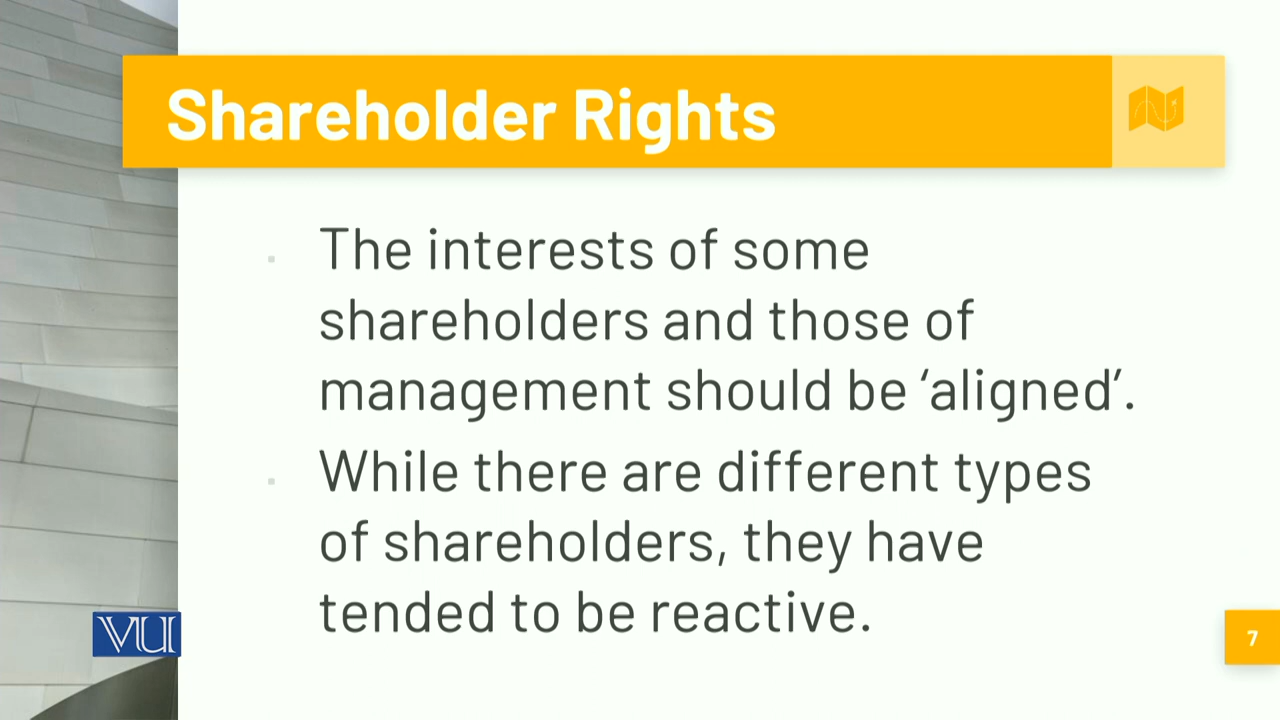 Shareholder Rights
The interests of some
shareholders and those of
management should be ‘aligned’.
While there are different types
of shareholders, they have
tended to be reactive.
VU
7